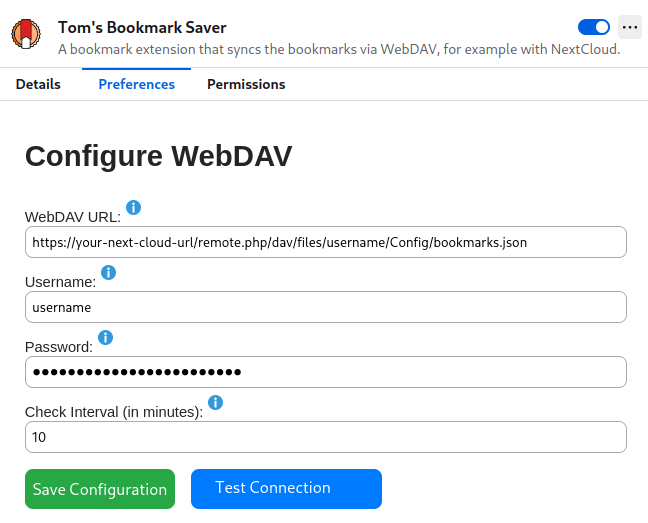 Tom's Bookmark Saver
A bookmark extension that syncs the bookmarks via WebDAV, for example with NextCloud.
Details Preferences Permissions
Configure WebDAV
WebDAV URL:
https://your-next-cloud-url/remote.php/dav/files/username/Config/bookmarks.json
Username:
username
Password:
●●●●●●●●●●●●●●●●●●●●●●●●
Check Interval (in minutes):
10
Save Configuration Test Connection